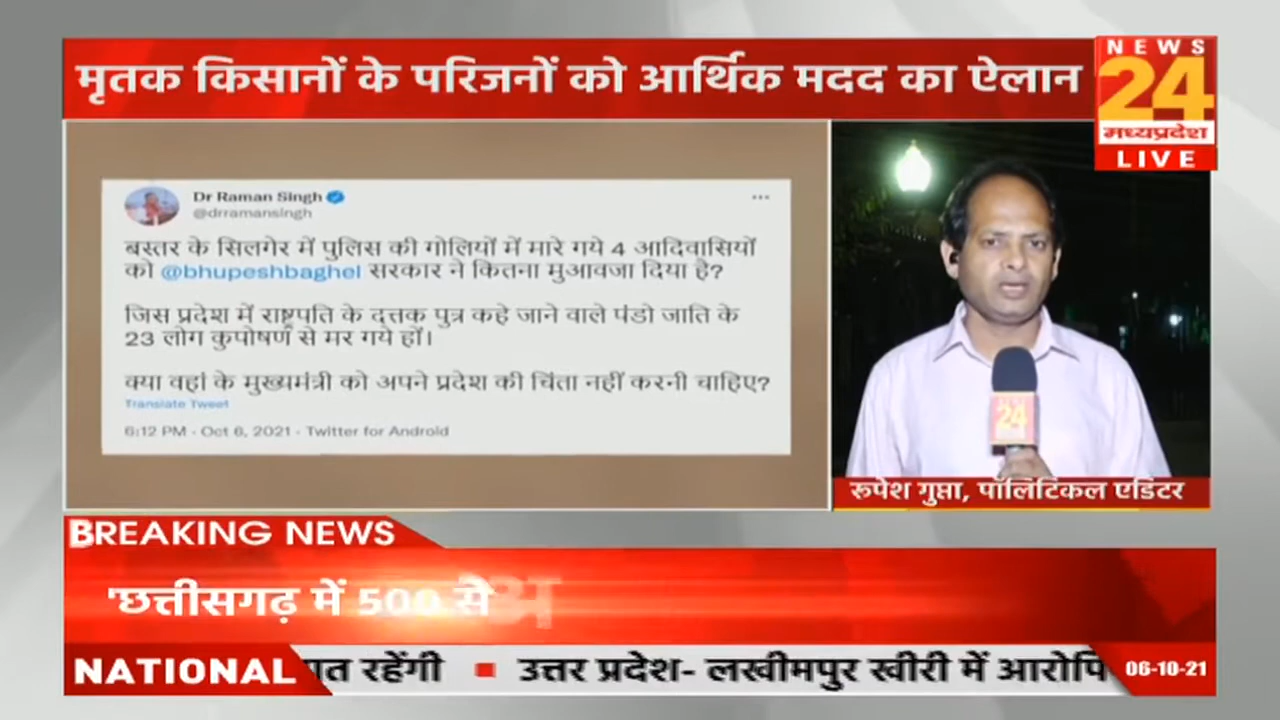 मृतक किसानों के परिजनों को आर्थिक मदद का ऐलान
NEWS
24
मध्यप्रदेश
LIVE
Dr Raman Singh
@drramansingh
बस्तर के सिलगेर में पुलिस की गोलियों में मारे गये 4 आदिवासियों
को @bhupeshbaghel सरकार ने कितना मुआवजा दिया है?
जिस प्रदेश में राष्ट्रपति के दत्तक पुत्र कहे जाने वाले पंडो जाति के
23 लोग कुपोषण से मर गये हों।
क्या वहां के मुख्यमंत्री को अपने प्रदेश की चिंता नहीं करनी चाहिए?
Translate Tweet
6:12 PM · Oct 6, 2021 · Twitter for Android
24
रूपेश गुप्ता, पॉलिटिकल एडिटर
BREAKING NEWS
'छत्तीसगढ़ में 500 से अ
NATIONAL
ात रहेंगी ■ उत्तर प्रदेश- लखीमपुर खीरी में आरोपि
06-10-21